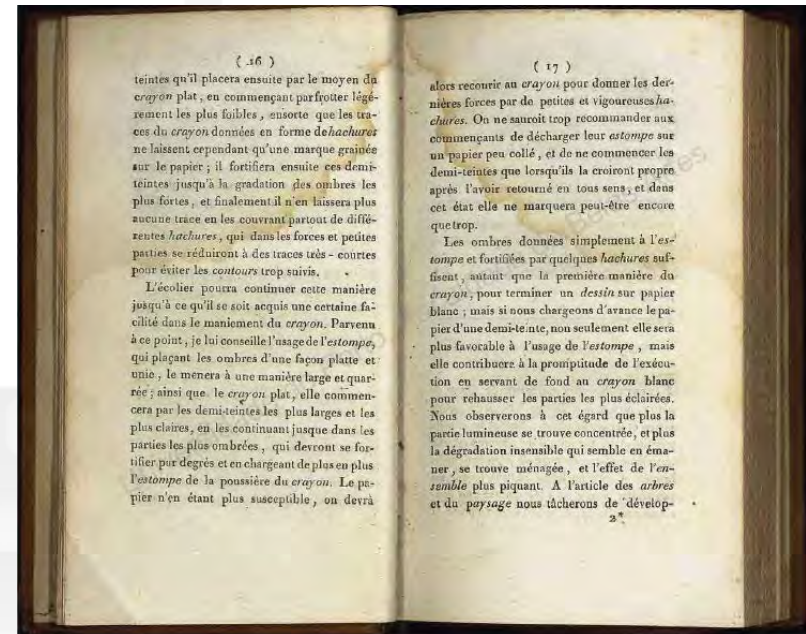 ( 16 )
teintes qu'il placera ensuite par le moyen du
crayon plat, en commençant par frotter légé-
rement les plus foibles, ensorte que les tra-
ces du crayon données en forme de hachures
ne laissent cependant qu'une marque grainée
sur le papier; il fortifiera ensuite ces demi-
teintes jusqu'à la gradation des ombres les
plus fortes, et finalement il n'en laissera plus
aucune trace en les couvrant partout de diffé-
rentes hachures, qui dans les forces et petites
parties se réduiront à des traces très-courtes
pour éviter les contours trop suivis.
L'écolier pourra continuer cette manière
jusqu'à ce qu'il se soit acquis une certaine fa-
cilité dans le maniement du crayon. Parvenu
à ce point, je lui conseille l'usage de l'estompe,
qui plaçant les ombres d'une façon platte et
unie, le menera à une manière large et quar-
rée; ainsi que le crayon plat, elle commen-
cera par les demi-teintes les plus larges et les
plus claires, en les continuant jusque dans les
parties les plus ombrées, qui devront se for-
tifier par degrés et en chargeant de plus en plus
l'estompe de la poussière du crayon. Le pa-
pier n'en étant plus susceptible, on devra
( 17 )
alors recourir au crayon pour donner les der-
nières forces par de petites et vigoureuses ha-
chures. On ne sauroit trop recommander aux
commençants de décharger leur estompe sur
un papier peu collé, et de ne commencer les
demi-teintes que lorsqu'ils la croiront propre
après l'avoir retourné en tous sens, et dans
cet état elle ne marquera peut-être encore
que trop.
Les ombres données simplement à l'es-
tompe et fortifiées par quelques hachures suf-
fisent, autant que la première manière du
crayon, pour terminer un dessin sur papier
blanc; mais si nous chargeons d'avance le pa-
pier d'une demi-teinte, non seulement elle sera
plus favorable à l'usage de l'estompe, mais
elle contribuera à la promptitude de l'exécu-
tion en servant de fond au crayon blanc
pour rehausser les parties les plus éclairées.
Nous observerons à cet égard que plus la
partie lumineuse se trouve concentrée, et plus
la dégradation insensible qui semble en éma-
ner, se trouve ménagée, et l'effet de l'en-
semble plus piquant. A l'article des arbres
et du paysage nous tâcherons de dévelop-
2*